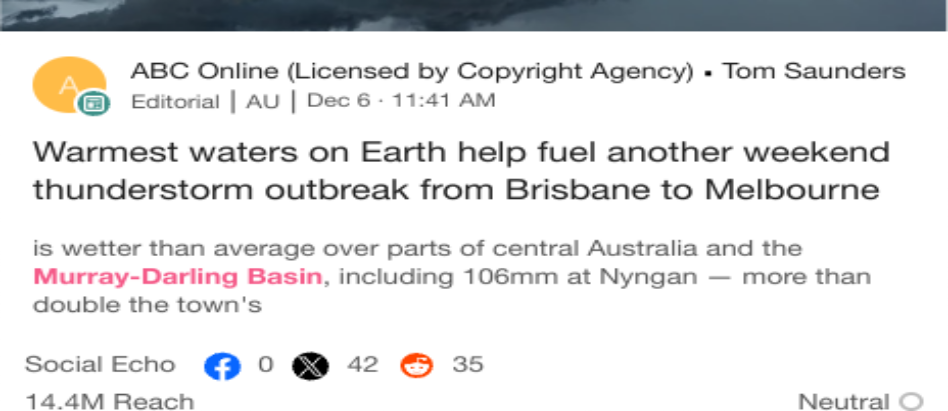 A
ABC Online (Licensed by Copyright Agency) • Tom Saunders
Editorial | AU | Dec 6 · 11:41 AM
Warmest waters on Earth help fuel another weekend
thunderstorm outbreak from Brisbane to Melbourne
is wetter than average over parts of central Australia and the
Murray-Darling Basin, including 106mm at Nyngan — more than
double the town's
Social Echo 0 42 35
14.4M Reach Neutral